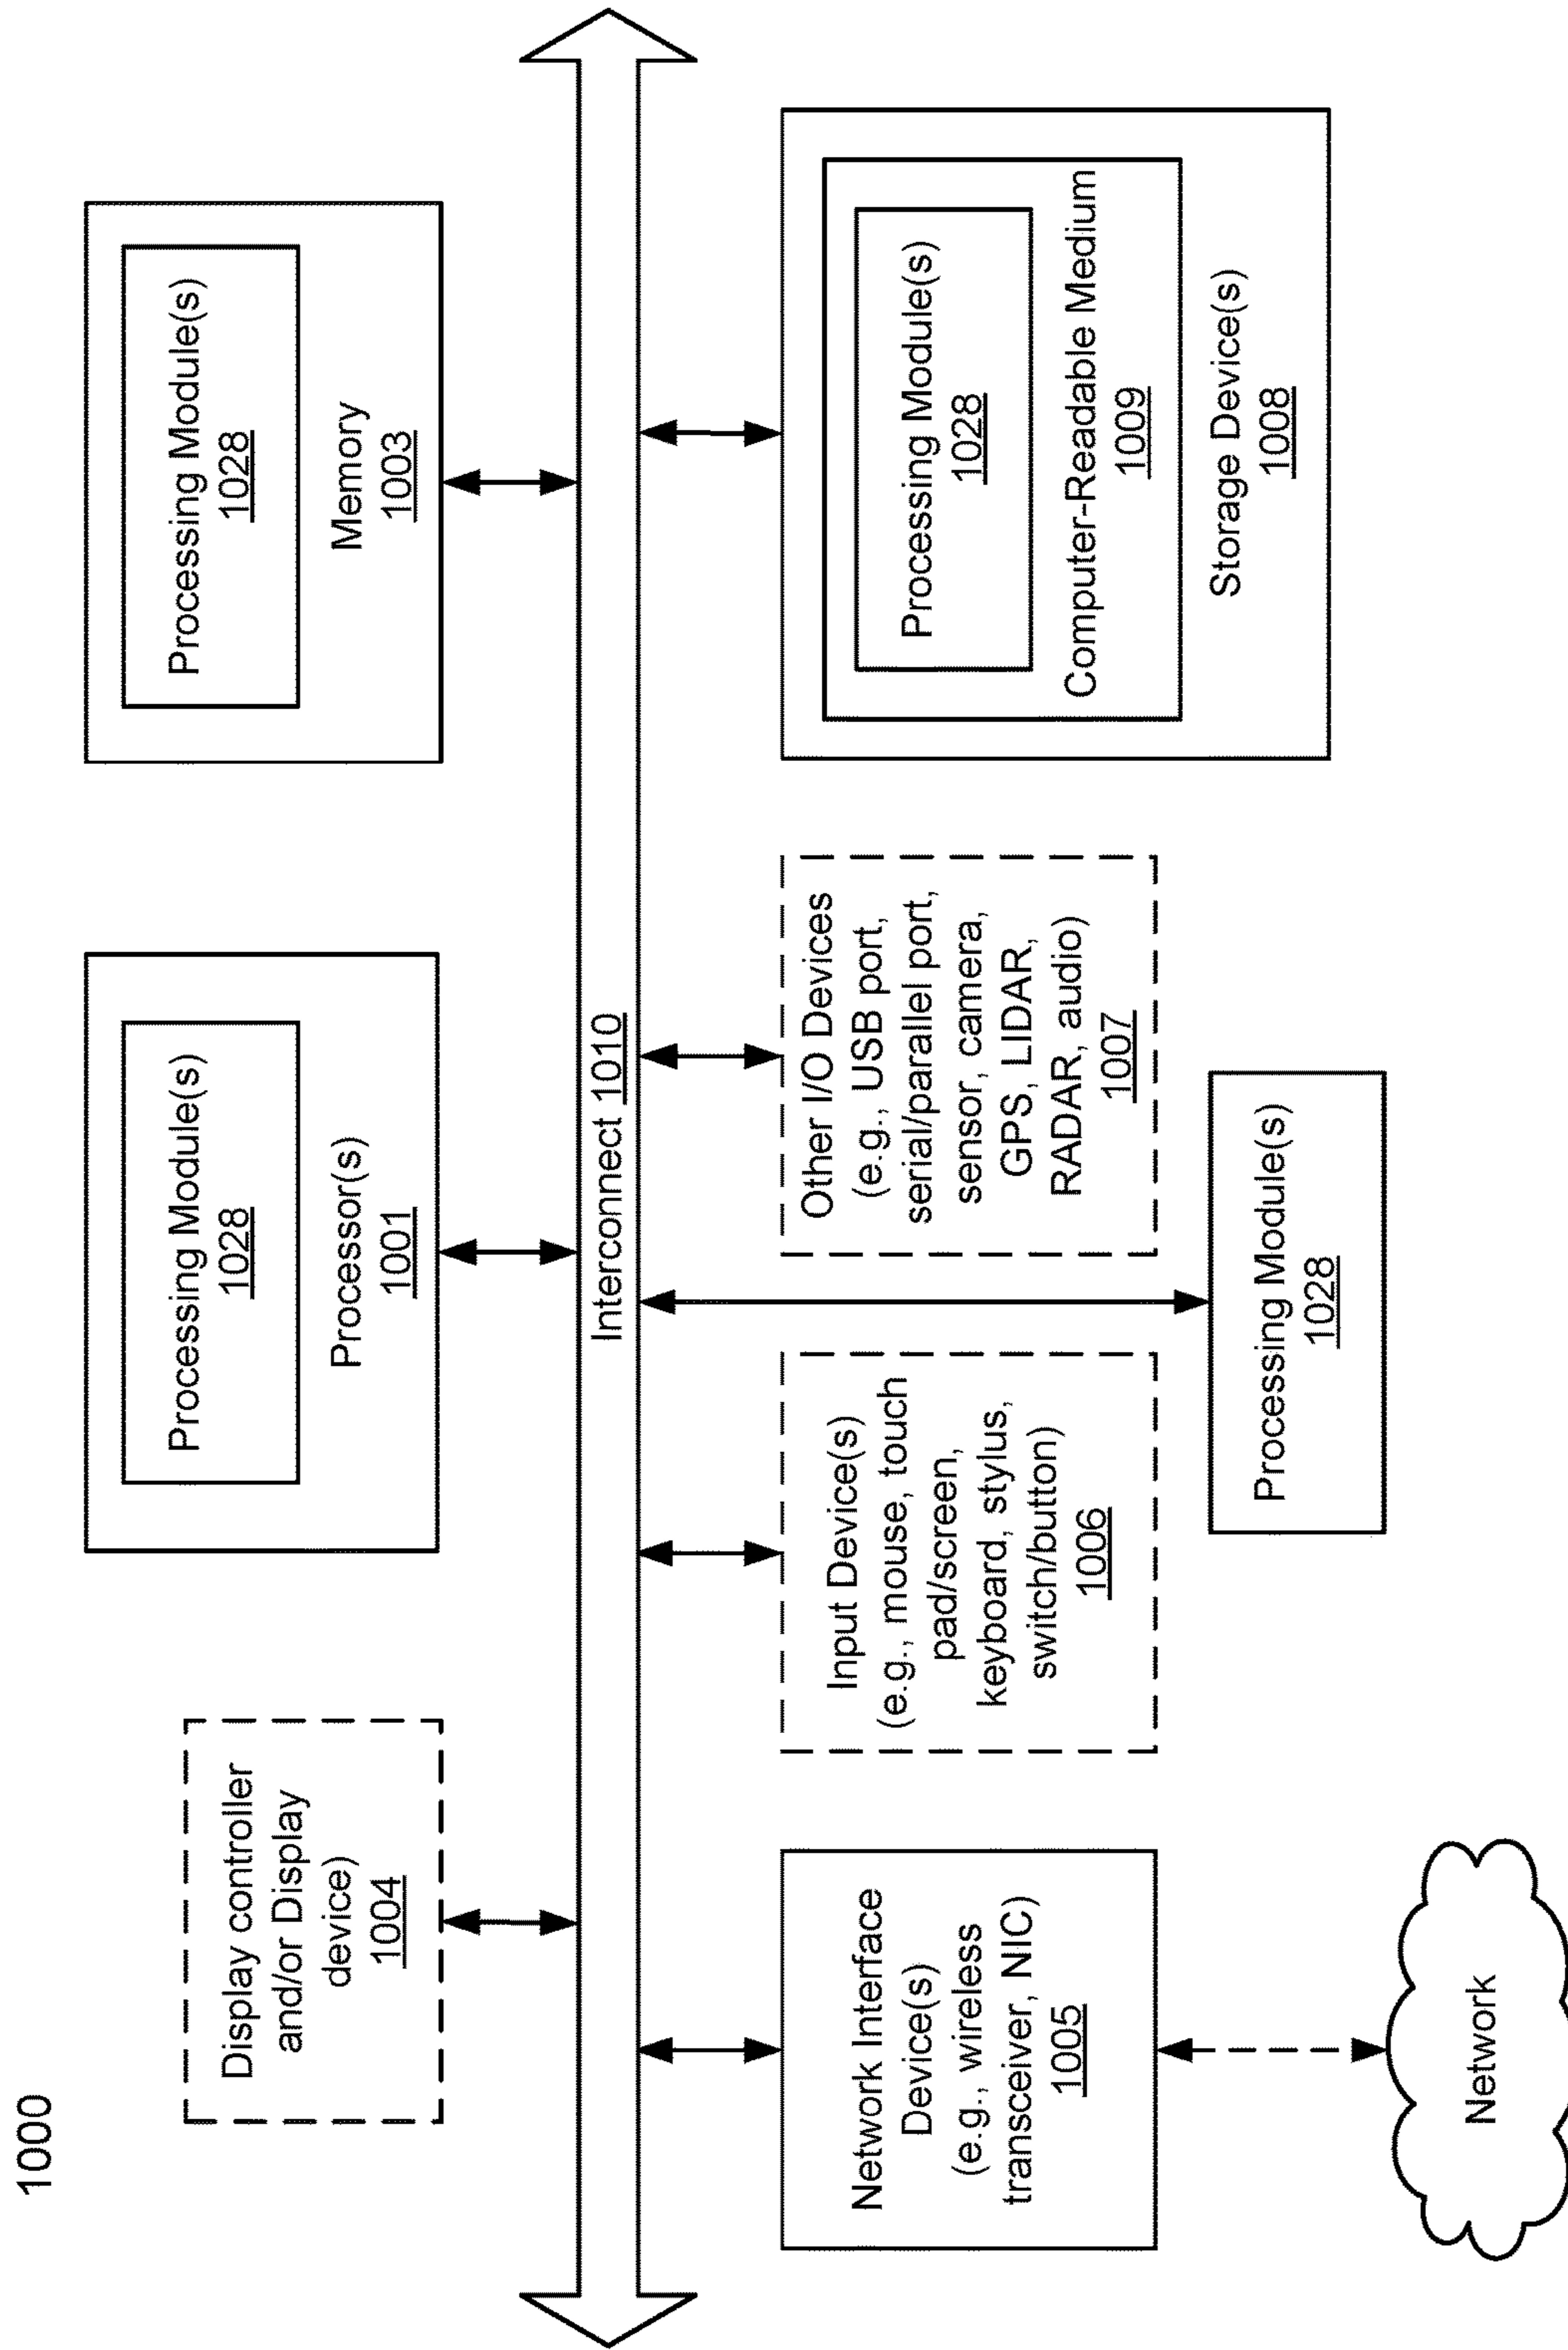 1000
Display controller
and/or Display
device)
1004
Processing Module(s)
1028
Processor(s)
1001
Processing Module(s)
1028
Memory
1003
Interconnect 1010
Network Interface
Device(s)
(e.g., wireless
transceiver, NIC)
1005
Input Device(s)
(e.g., mouse, touch
pad/screen,
keyboard, stylus,
switch/button)
1006
Other I/O Devices
(e.g., USB port,
serial/parallel port,
sensor, camera,
GPS, LIDAR,
RADAR, audio)
1007
Processing Module(s)
1028
Computer-Readable Medium
1009
Storage Device(s)
1008
Processing Module(s)
1028
Network